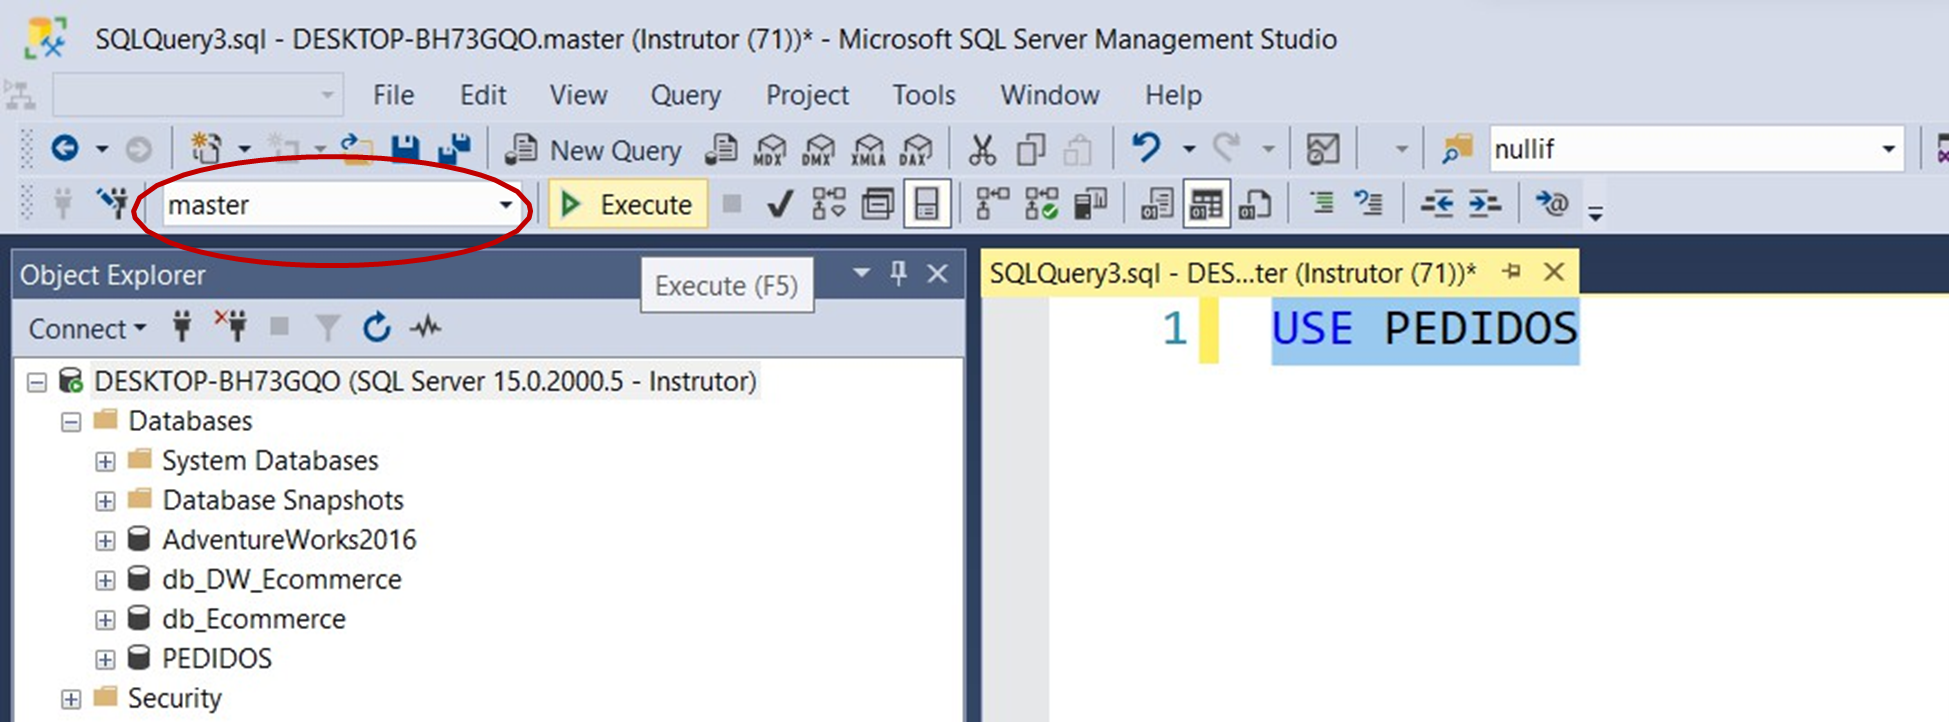 SQLQuery3.sql - DESKTOP-BH73GQO.master (Instrutor (71))* - Microsoft SQL Server Management Studio
File Edit View Query Project Tools Window Help
New Query MDX DMX XMLA DAX nullif
master Execute
Execute (F5)
Object Explorer
SQLQuery3.sql - DES...ter (Instrutor (71))*
Connect
1 USE PEDIDOS
DESKTOP-BH73GQO (SQL Server 15.0.2000.5 - Instrutor)
Databases
System Databases
Database Snapshots
AdventureWorks2016
db_DW_Ecommerce
db_Ecommerce
PEDIDOS
Security